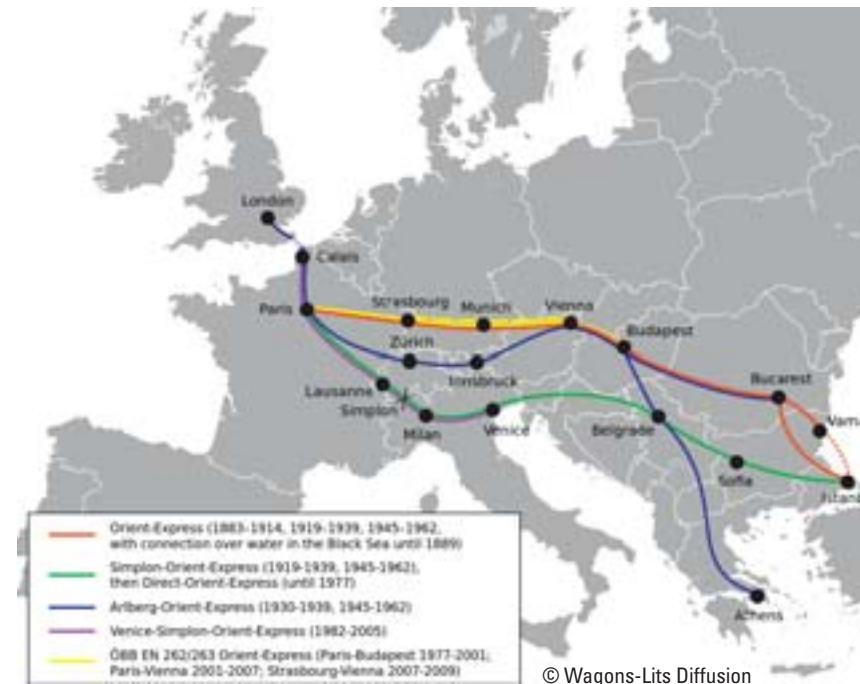 London
Calais
Paris
Strasbourg
Munich
Vienna
Zürich
Innsbruck
Budapest
Lausanne
Simplon
Milan
Venice
Belgrade
Bucarest
Varna
Sofia
Istan
Athens
Orient-Express (1883-1914, 1919-1939, 1945-1962,
with connection over water in the Black Sea until 1889)
Simplon-Orient-Express (1919-1939, 1945-1962),
then Direct-Orient-Express (until 1977)
Arlberg-Orient-Express (1930-1939, 1945-1962)
Venice-Simplon-Orient-Express (1982-2005)
ÖBB EN 262/263 Orient-Express (Paris-Budapest 1977-2001;
Paris-Vienna 2001-2007; Strasbourg-Vienna 2007-2009)
© Wagons-Lits Diffusion